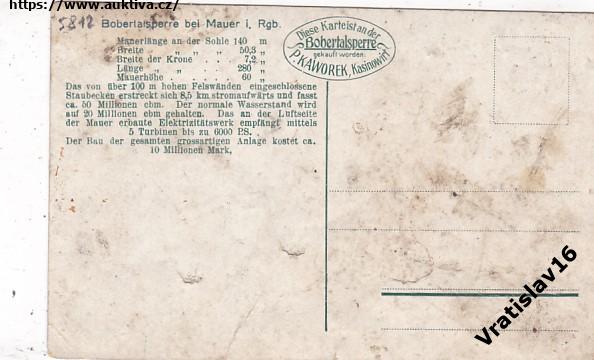 https://www.auktiva.cz/
5812 Bobertalsperre bei Mauer i. Rgb.
Mauerlänge an der Sohle 140 m
Breite „ „ „ 50,3 „
Breite der Krone . . 7,2 „
Länge „ „ . . 280 „
Mauerhöhe . . . . . 60 „
Das von über 100 m hohen Felswänden eingeschlossene
Staubecken erstreckt sich 8,5 km stromaufwärts und fasst
ca. 50 Millionen cbm. Der normale Wasserstand wird
auf 20 Millionen cbm gehalten. Das an der Luftseite
der Mauer erbaute Elektrizitätswerk empfängt mittels
5 Turbinen bis zu 6000 PS.
Der Bau der gesamten grossartigen Anlage kostet ca.
10 Millionen Mark.
Diese Karte ist an der
Bobertalsperre
gekauft worden.
P. KAWOREK, Kasinowirt
Vratislav16